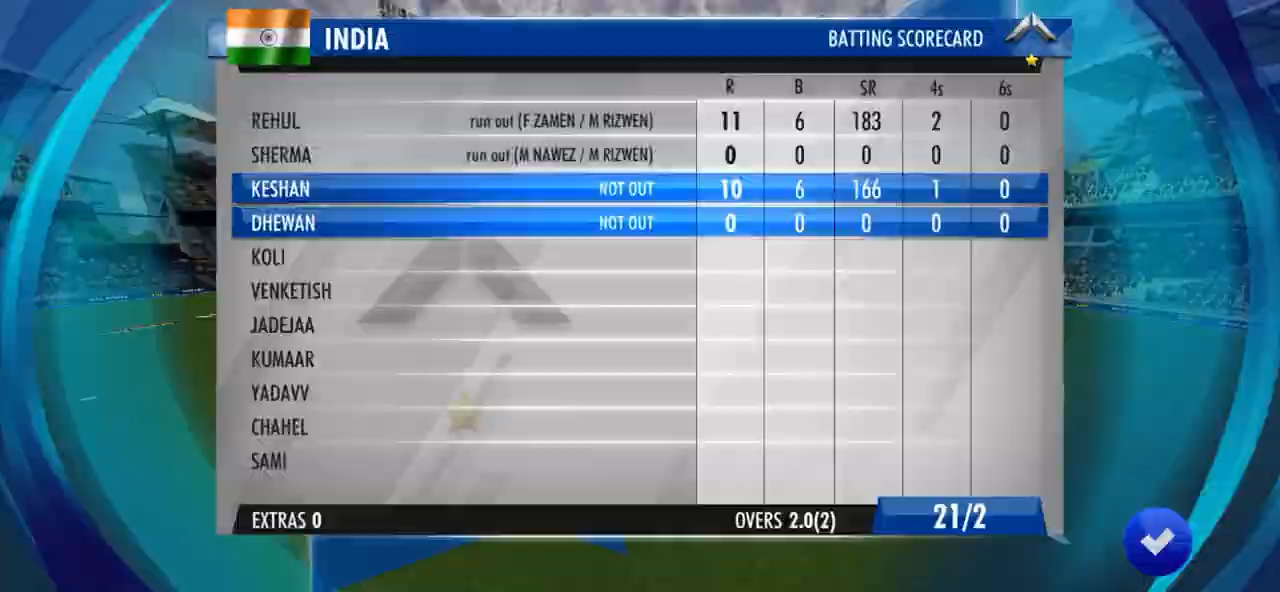 INDIA BATTING SCORECARD
R B SR 4s 6s
REHUL run out (F ZAMEN / M RIZWEN) 11 6 183 2 0
SHERMA run out (M NAWEZ / M RIZWEN) 0 0 0 0 0
KESHAN NOT OUT 10 6 166 1 0
DHEWAN NOT OUT 0 0 0 0 0
KOLI
VENKETISH
JADEJAA
KUMAAR
YADAVV
CHAHEL
SAMI
EXTRAS 0 OVERS 2.0(2) 21/2